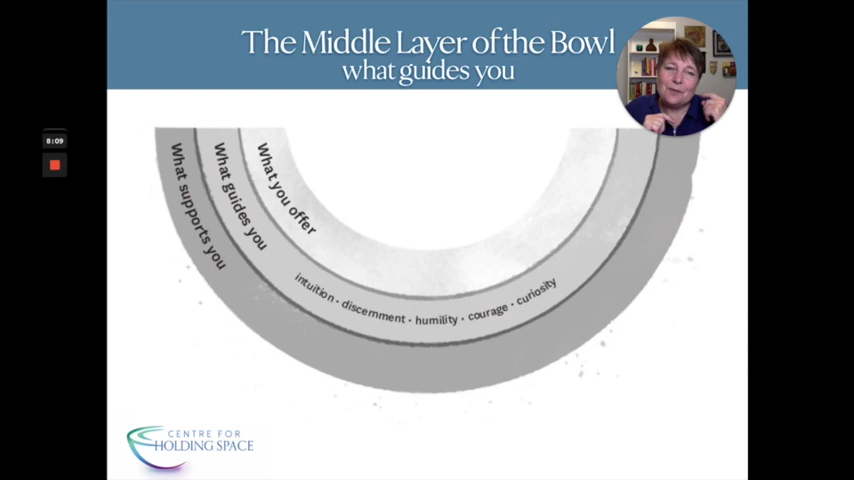 The Middle Layer of the Bowl
what guides you
8:09
What supports you
What guides you
What you offer
intuition · discernment · humility · courage · curiosity
CENTRE FOR
HOLDING SPACE